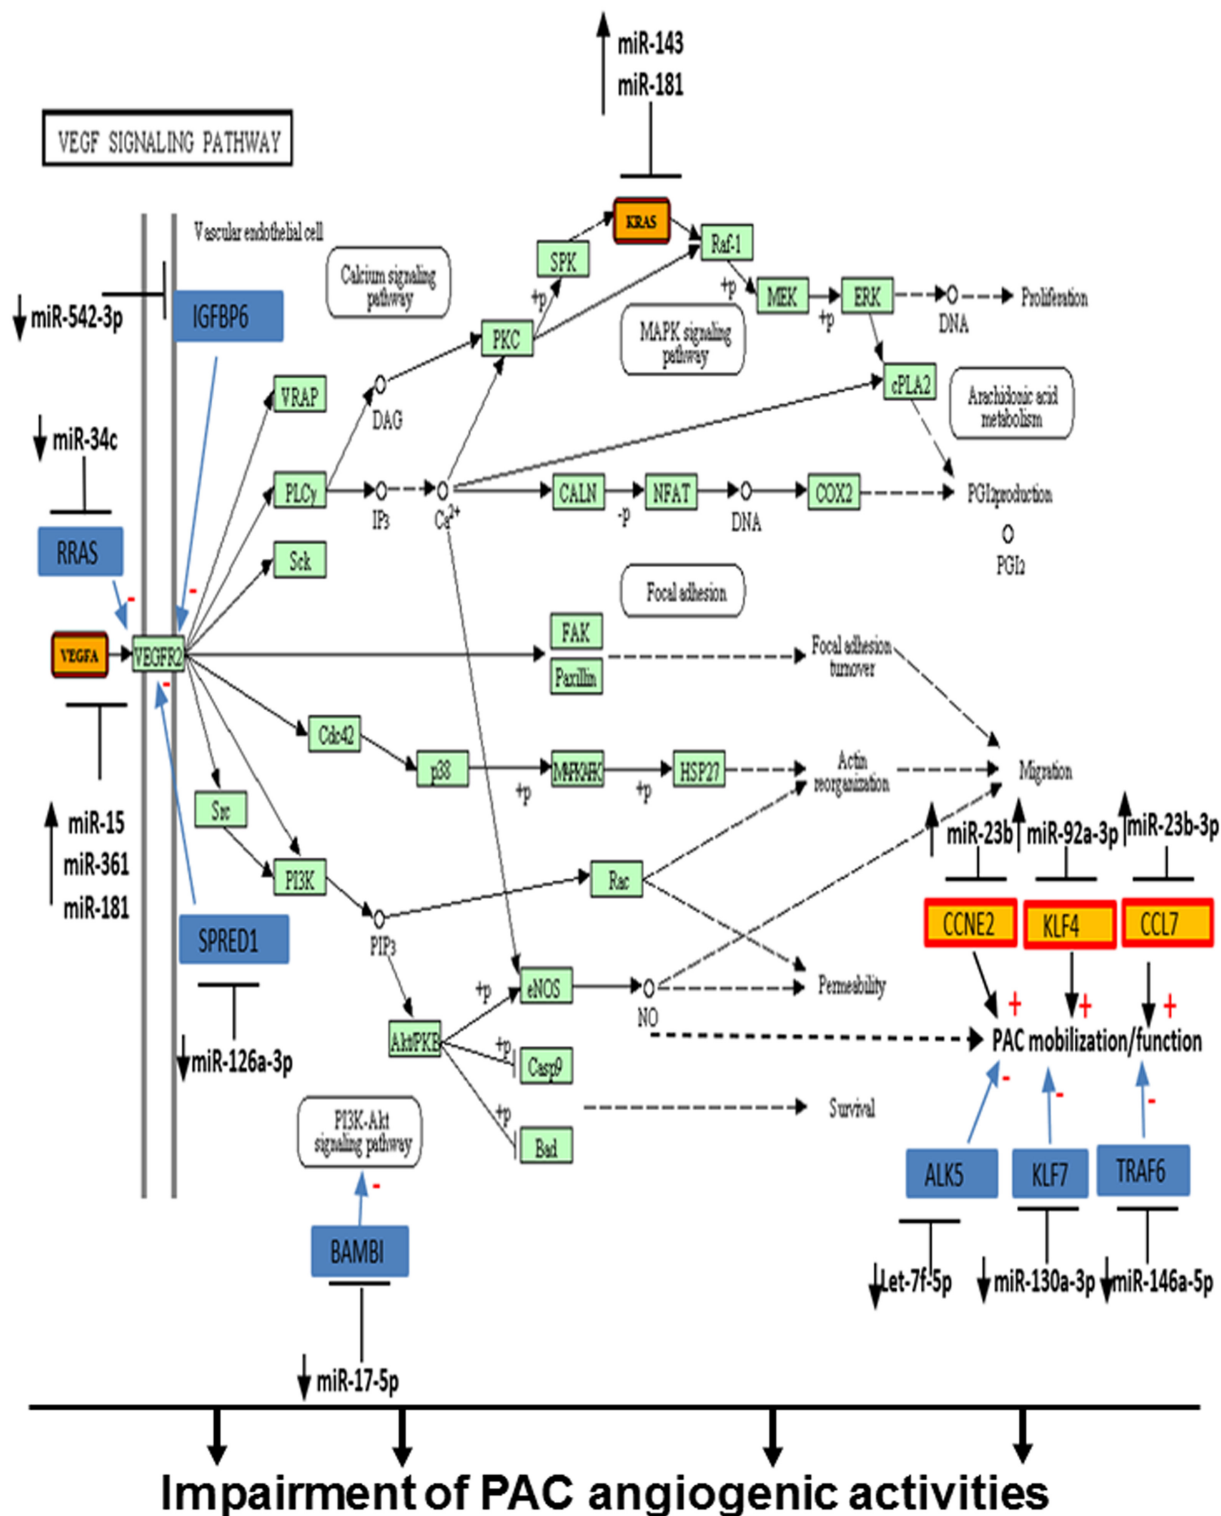 miR-143
miR-181
VEGF SIGNALING PATHWAY
Vascular endothelial cell
Calcium signaling
pathway
KRAS
SPK
Raf-1
+p
+p
MEK
+p
ERK
DNA
Proliferation
miR-542-3p
IGFBP6
PKC
MAPK signaling
pathway
cPLA2
Arachidonic acid
metabolism
VRAP
DAG
miR-34c
PLCγ
IP3
Ca2+
CALN
-p
NFAT
DNA
COX2
PGI2production
PGI2
RRAS
-
-
Sck
Focal adhesion
VEGFA
VEGFR2
-
FAK
Paxillin
Focal adhesion
turnover
Cdc42
p38
+p
MAPKAPK
+p
HSP27
Actin
reorganization
Migration
miR-15
miR-361
miR-181
Src
PI3K
PIP3
Rac
miR-23b
miR-92a-3p
miR-23b-3p
CCNE2
KLF4
CCL7
SPRED1
miR-126a-3p
+p
eNOS
NO
Permeability
+
+
+
PAC mobilization/function
Akt/PKB
+p
Casp9
+p
Bad
Survival
-
-
-
PI3K-Akt
signaling pathway
-
BAMBI
ALK5
KLF7
TRAF6
Let-7f-5p
miR-130a-3p
miR-146a-5p
miR-17-5p
Impairment of PAC angiogenic activities